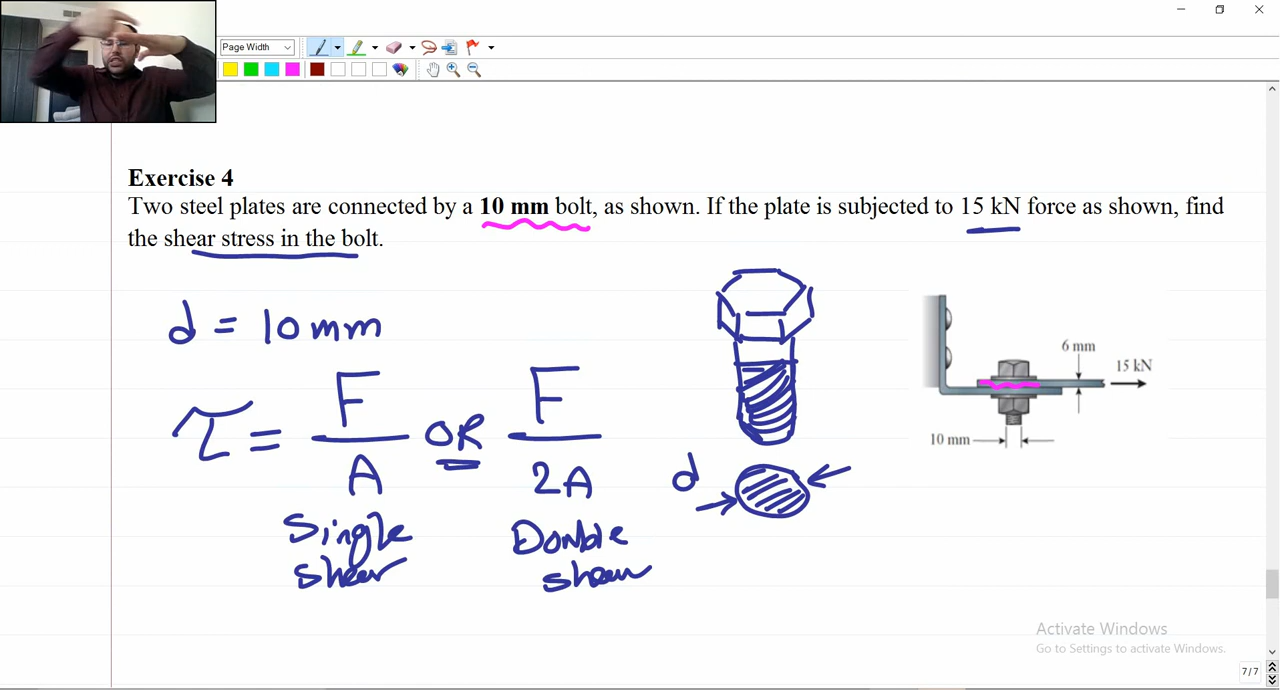 Page Width
Exercise 4
Two steel plates are connected by a 10 mm bolt, as shown. If the plate is subjected to 15 kN force as shown, find
the shear stress in the bolt.
d = 10 mm
6 mm
15 kN
τ = F/A OR F/2A
10 mm
d
Single Double
shear shear
Activate Windows
Go to Settings to activate Windows.
7/7